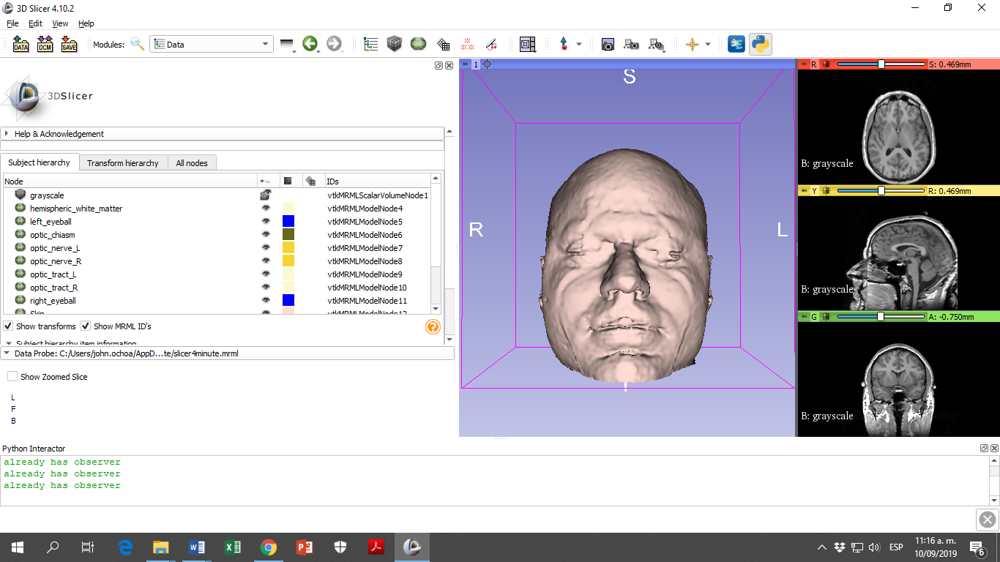 3D Slicer 4.10.2
File Edit View Help
DATA DCM SAVE Modules: Data
3DSlicer
Help & Acknowledgement
Subject hierarchy Transform hierarchy All nodes
Node IDs
grayscale vtkMRMLScalarVolumeNode1
hemispheric_white_matter vtkMRMLModelNode4
left_eyeball vtkMRMLModelNode5
optic_chiasm vtkMRMLModelNode6
optic_nerve_L vtkMRMLModelNode7
optic_nerve_R vtkMRMLModelNode8
optic_tract_L vtkMRMLModelNode9
optic_tract_R vtkMRMLModelNode10
right_eyeball vtkMRMLModelNode11
Skin vtkMRMLModelNode12
Show transforms Show MRML ID's
Subject hierarchy item information
Data Probe: C:/Users/john.ochoa/AppD...te/slicer4minute.mrml
Show Zoomed Slice
L
F
B
1
S
R
L
I
R S: 0.469mm
B: grayscale
Y R: 0.469mm
B: grayscale
G A: -0.750mm
B: grayscale
Python Interactor
already has observer
already has observer
already has observer
ESP
11:16 a. m.
10/09/2019
6